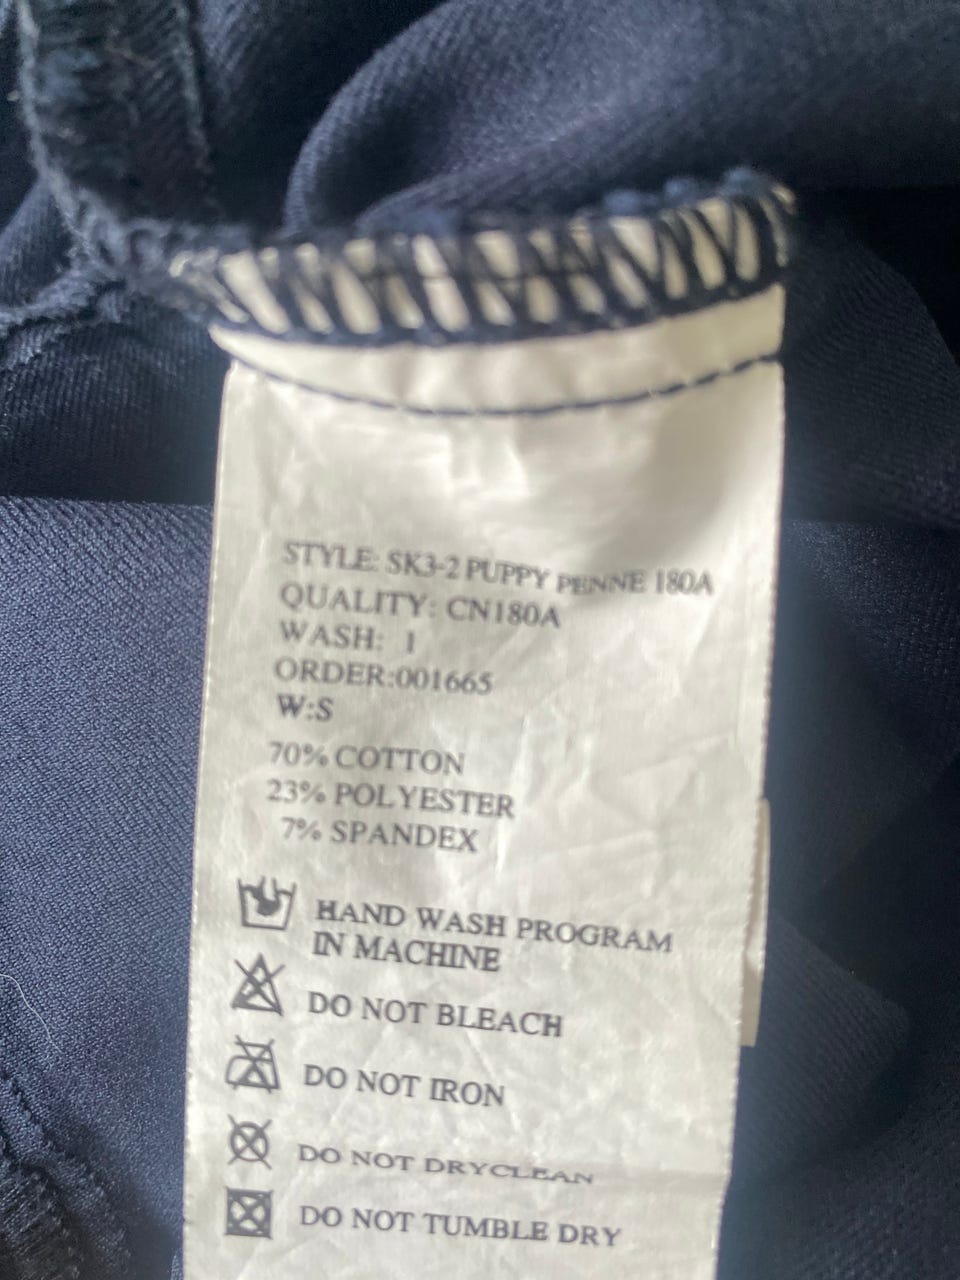 STYLE: SK3-2 PUPPY PENNE 180A
QUALITY: CN180A
WASH: 1
ORDER:001665
W:S
70% COTTON
23% POLYESTER
7% SPANDEX
HAND WASH PROGRAM
IN MACHINE
DO NOT BLEACH
DO NOT IRON
DO NOT DRYCLEAN
DO NOT TUMBLE DRY